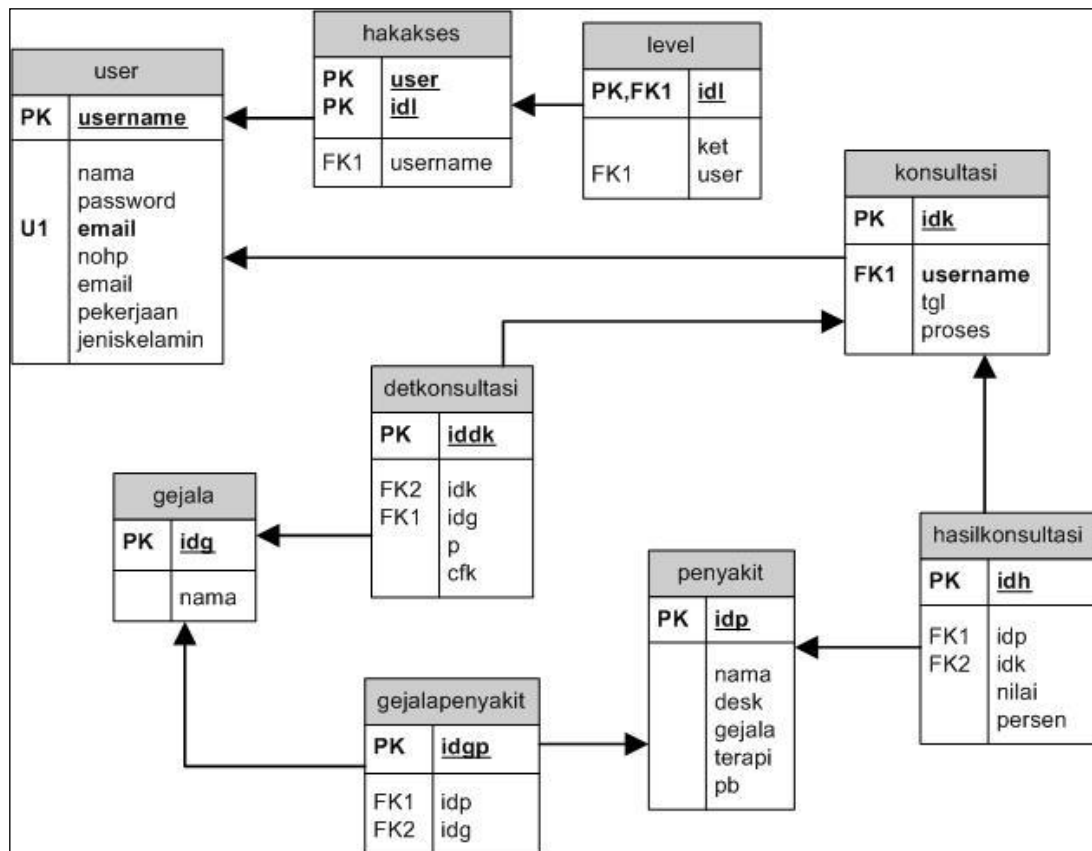 user
PK username
nama
password
U1 email
nohp
email
pekerjaan
jeniskelamin
hakakses
PK user
PK idl
FK1 username
level
PK,FK1 idl
ket
FK1 user
konsultasi
PK idk
FK1 username
tgl
proses
detkonsultasi
PK iddk
FK2 idk
FK1 idg
p
cfk
gejala
PK idg
nama
penyakit
PK idp
nama
desk
gejala
terapi
pb
hasilkonsultasi
PK idh
FK1 idp
FK2 idk
nilai
persen
gejalapenyakit
PK idgp
FK1 idp
FK2 idg